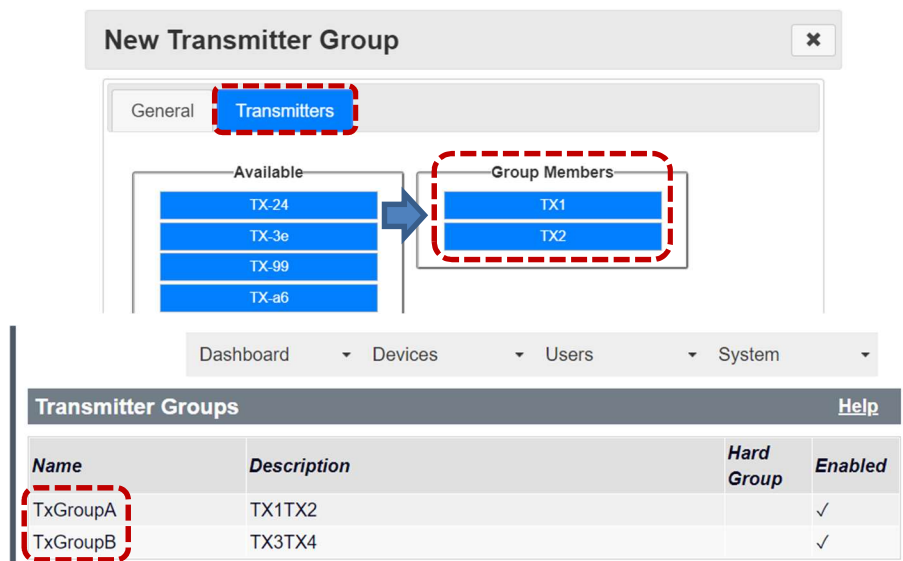 New Transmitter Group ✖
General Transmitters
Available Group Members
TX-24 TX1
TX-3e TX2
TX-99
TX-a6
Dashboard Devices Users System
Transmitter Groups Help
Name Description Hard Group Enabled
TxGroupA TX1TX2 ✓
TxGroupB TX3TX4 ✓